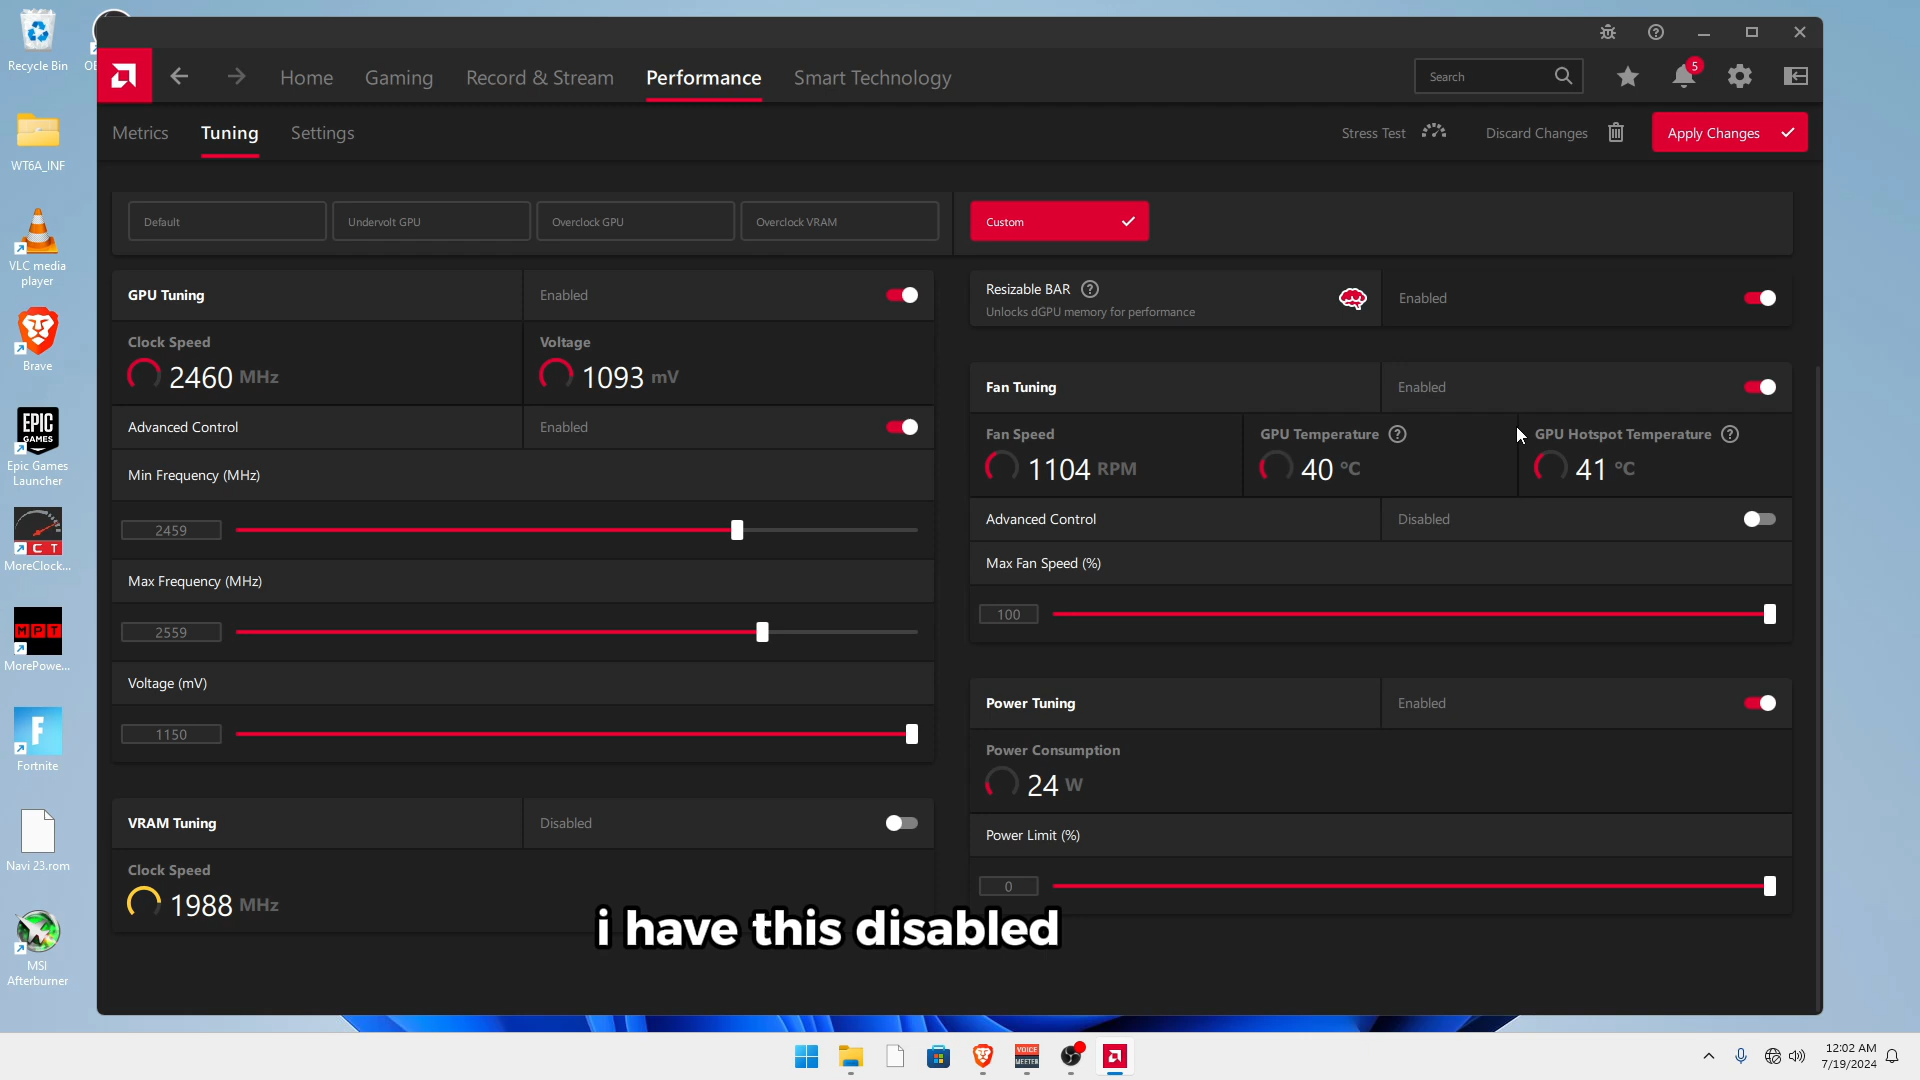 Recycle Bin
OB
WT6A_INF
VLC media
player
Brave
EPIC
GAMES
Epic Games
Launcher
CT
MoreClock...
MPT
MorePowe...
F
Fortnite
Navi 23.rom
MSI
Afterburner
Home
Gaming
Record & Stream
Performance
Smart Technology
Search
5
Metrics
Tuning
Settings
Stress Test
Discard Changes
Apply Changes
Default
Undervolt GPU
Overclock GPU
Overclock VRAM
Custom
GPU Tuning
Enabled
Clock Speed
2460 MHz
Voltage
1093 mV
Advanced Control
Enabled
Min Frequency (MHz)
2459
Max Frequency (MHz)
2559
Voltage (mV)
1150
VRAM Tuning
Disabled
Clock Speed
1988 MHz
Resizable BAR
Unlocks dGPU memory for performance
Enabled
Fan Tuning
Enabled
Fan Speed
1104 RPM
GPU Temperature
40 °C
GPU Hotspot Temperature
41 °C
Advanced Control
Disabled
Max Fan Speed (%)
100
Power Tuning
Enabled
Power Consumption
24 W
Power Limit (%)
0
i have this disabled
VOICE
MEETER
12:02 AM
7/19/2024